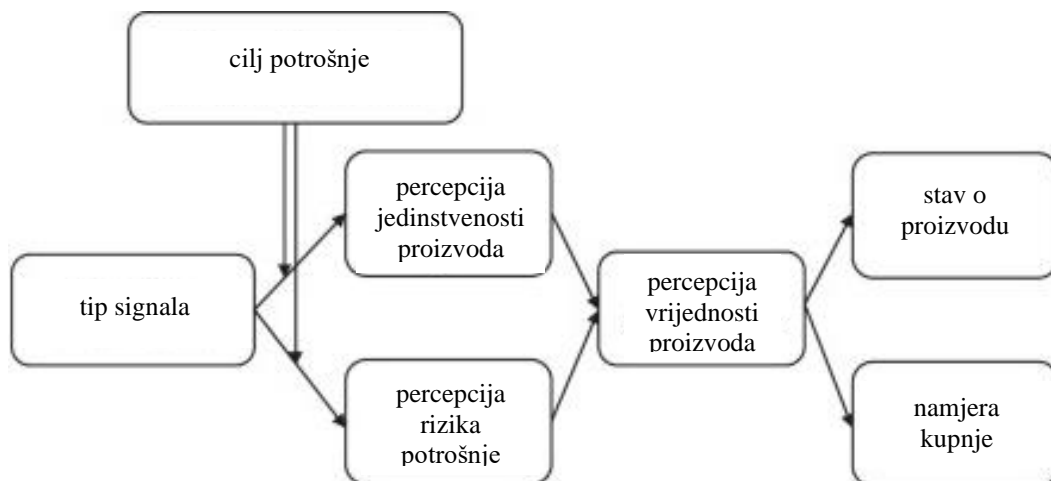 cilj potrošnje
percepcija
jedinstvenosti
proizvoda
stav o
proizvodu
tip signala
percepcija
vrijednosti
proizvoda
percepcija
rizika
potrošnje
namjera
kupnje